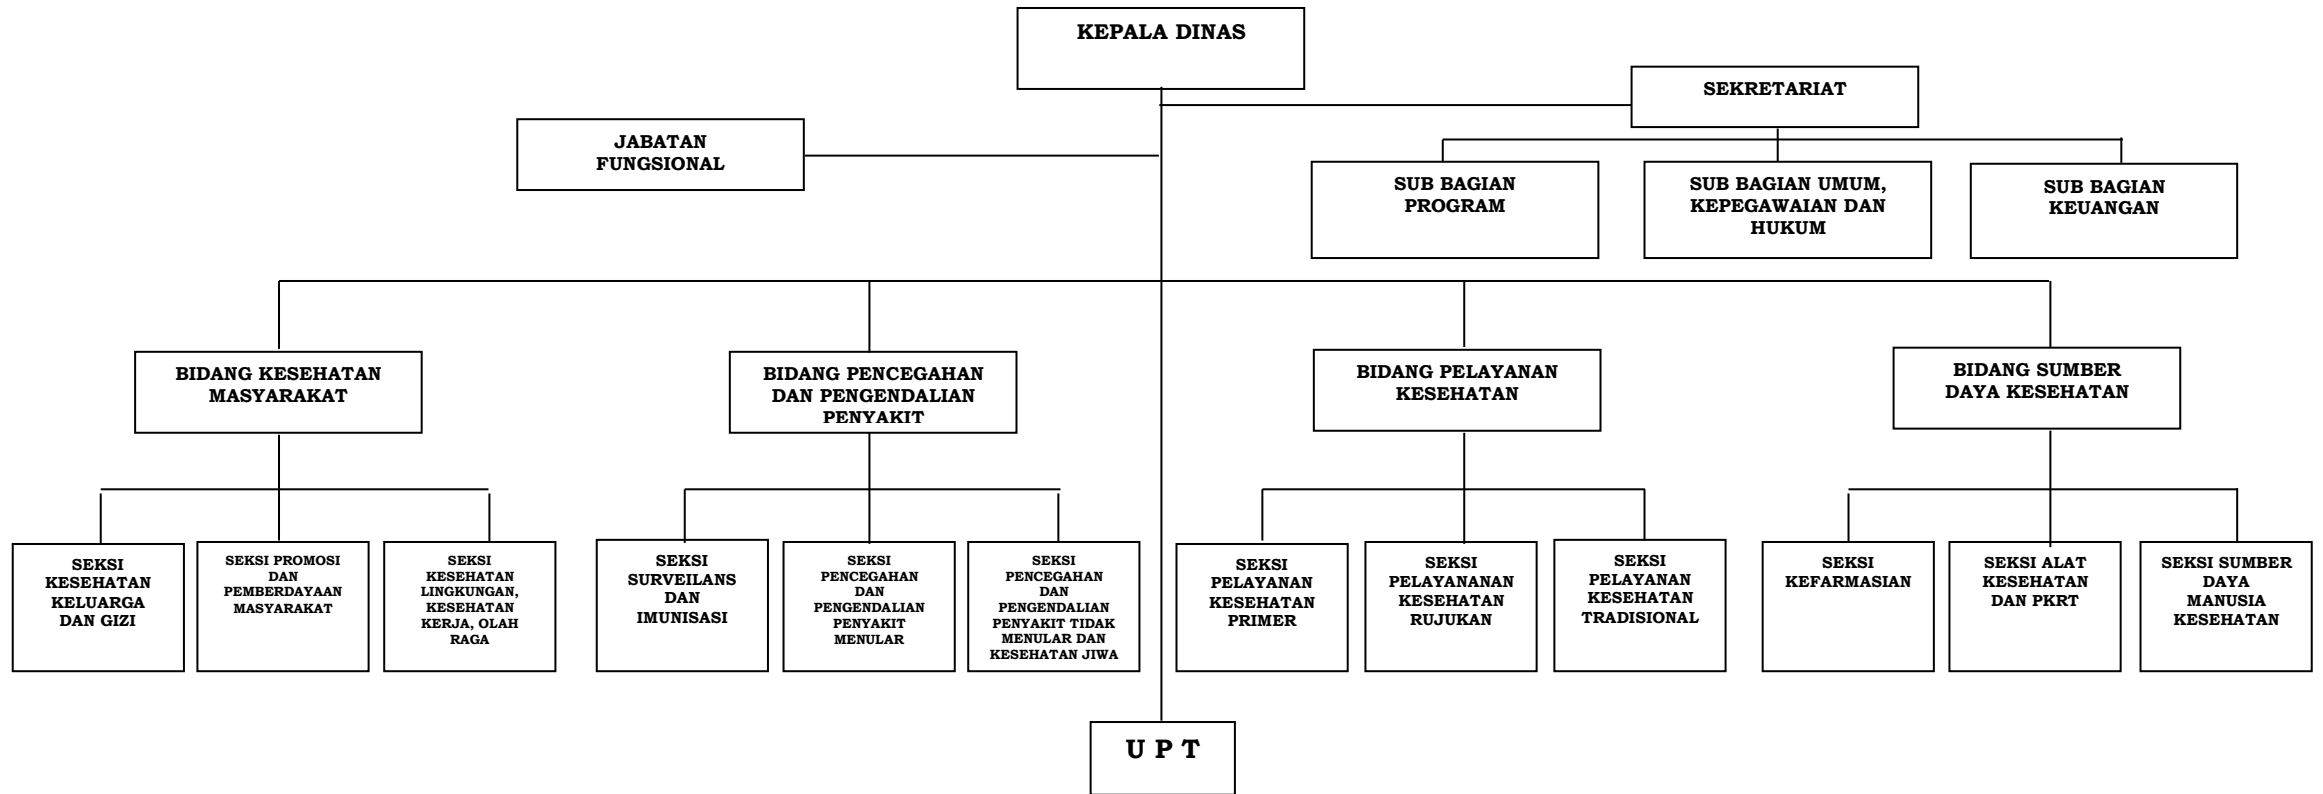 KEPALA DINAS
SEKRETARIAT
JABATAN
FUNGSIONAL
SUB BAGIAN
PROGRAM
SUB BAGIAN UMUM,
KEPEGAWAIAN DAN
HUKUM
SUB BAGIAN
KEUANGAN
BIDANG KESEHATAN
MASYARAKAT
BIDANG PENCEGAHAN
DAN PENGENDALIAN
PENYAKIT
BIDANG PELAYANAN
KESEHATAN
BIDANG SUMBER
DAYA KESEHATAN
SEKSI
KESEHATAN
KELUARGA
DAN GIZI
SEKSI PROMOSI
DAN
PEMBERDAYAAN
MASYARAKAT
SEKSI
KESEHATAN
LINGKUNGAN,
KESEHATAN
KERJA, OLAH
RAGA
SEKSI
SURVEILANS
DAN
IMUNISASI
SEKSI
PENCEGAHAN
DAN
PENGENDALIAN
PENYAKIT
MENULAR
SEKSI
PENCEGAHAN
DAN
PENGENDALIAN
PENYAKIT TIDAK
MENULAR DAN
KESEHATAN JIWA
SEKSI
PELAYANAN
KESEHATAN
PRIMER
SEKSI
PELAYANANAN
KESEHATAN
RUJUKAN
SEKSI
PELAYANAN
KESEHATAN
TRADISIONAL
SEKSI
KEFARMASIAN
SEKSI ALAT
KESEHATAN
DAN PKRT
SEKSI SUMBER
DAYA
MANUSIA
KESEHATAN
U P T